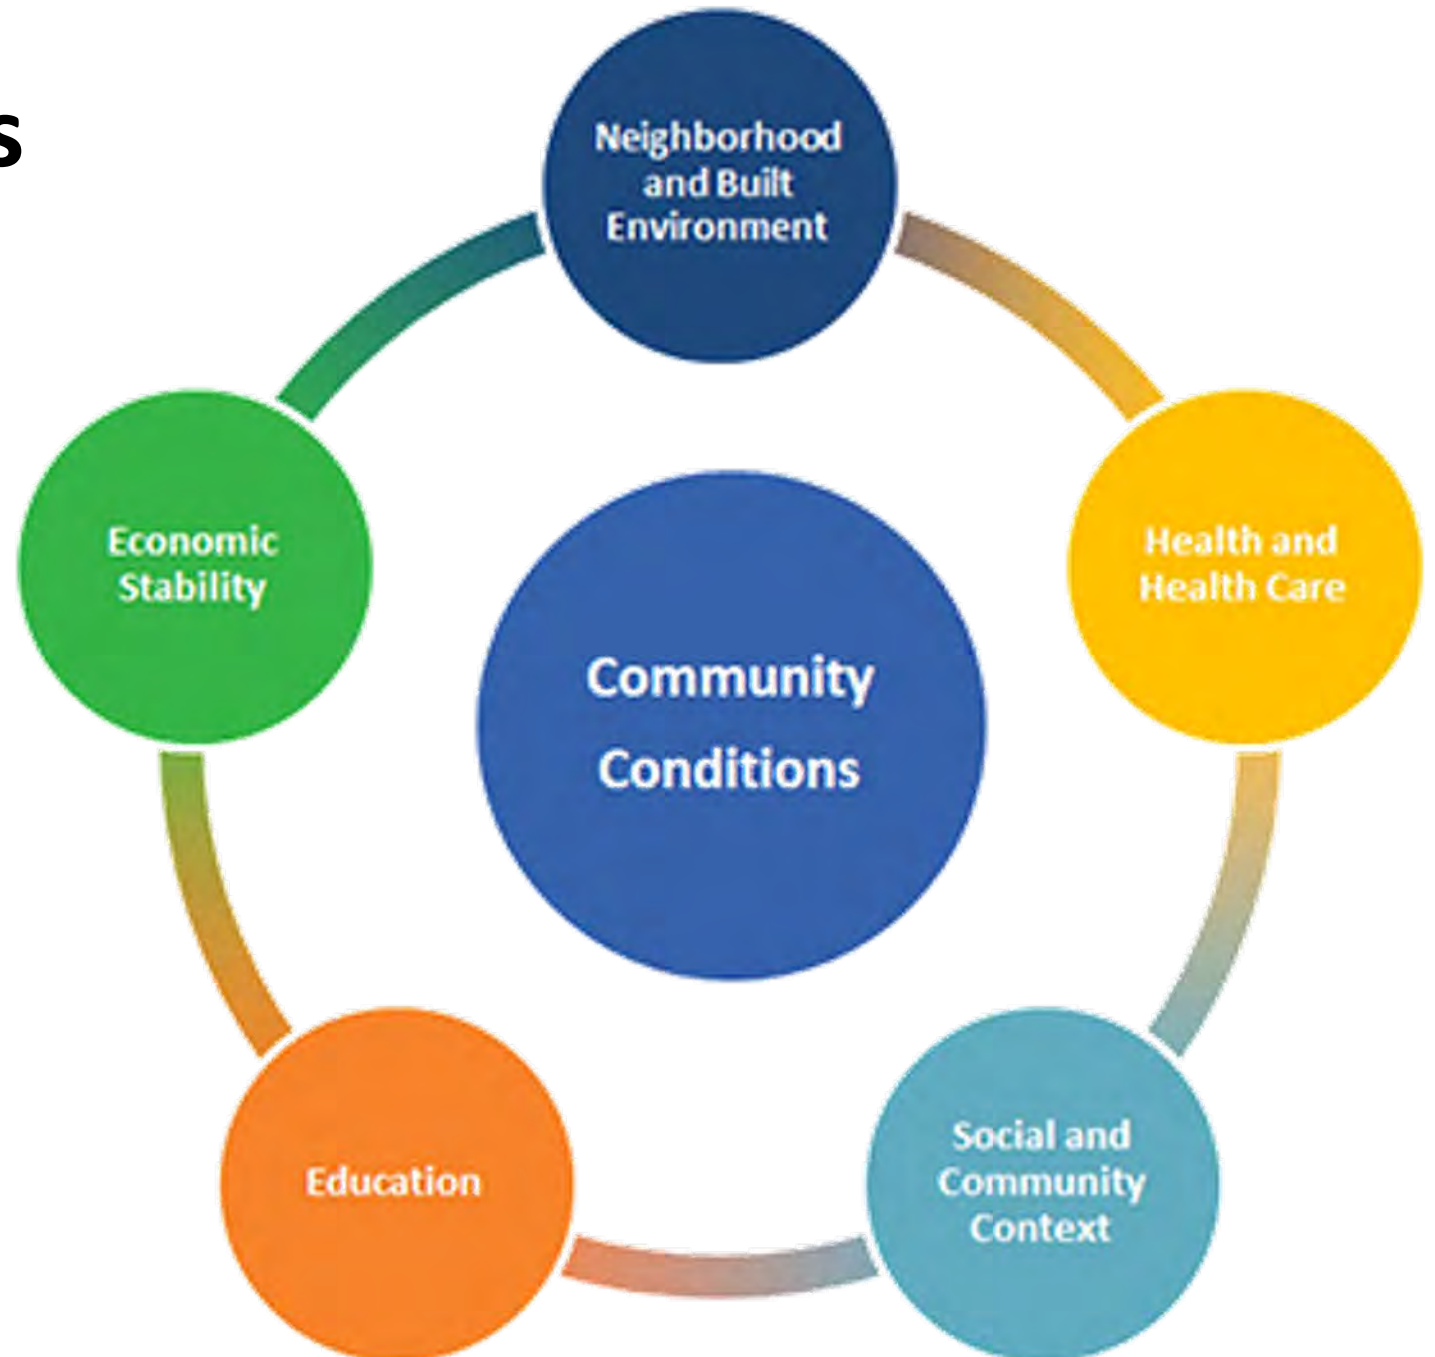 s
Neighborhood
and Built
Environment
Economic
Stability
Health and
Health Care
Community
Conditions
Education
Social and
Community
Context